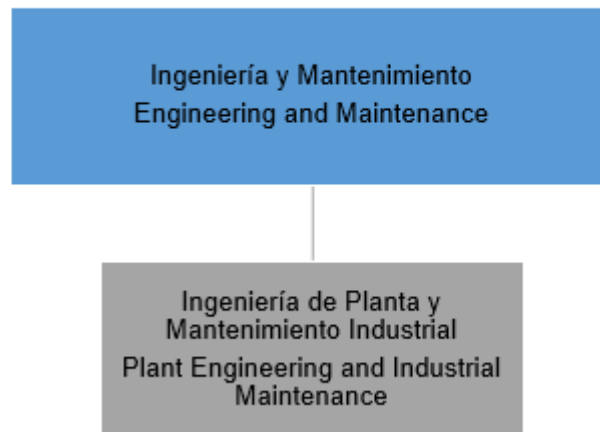 Ingeniería y Mantenimiento
Engineering and Maintenance
Ingeniería de Planta y
Mantenimiento Industrial
Plant Engineering and Industrial
Maintenance